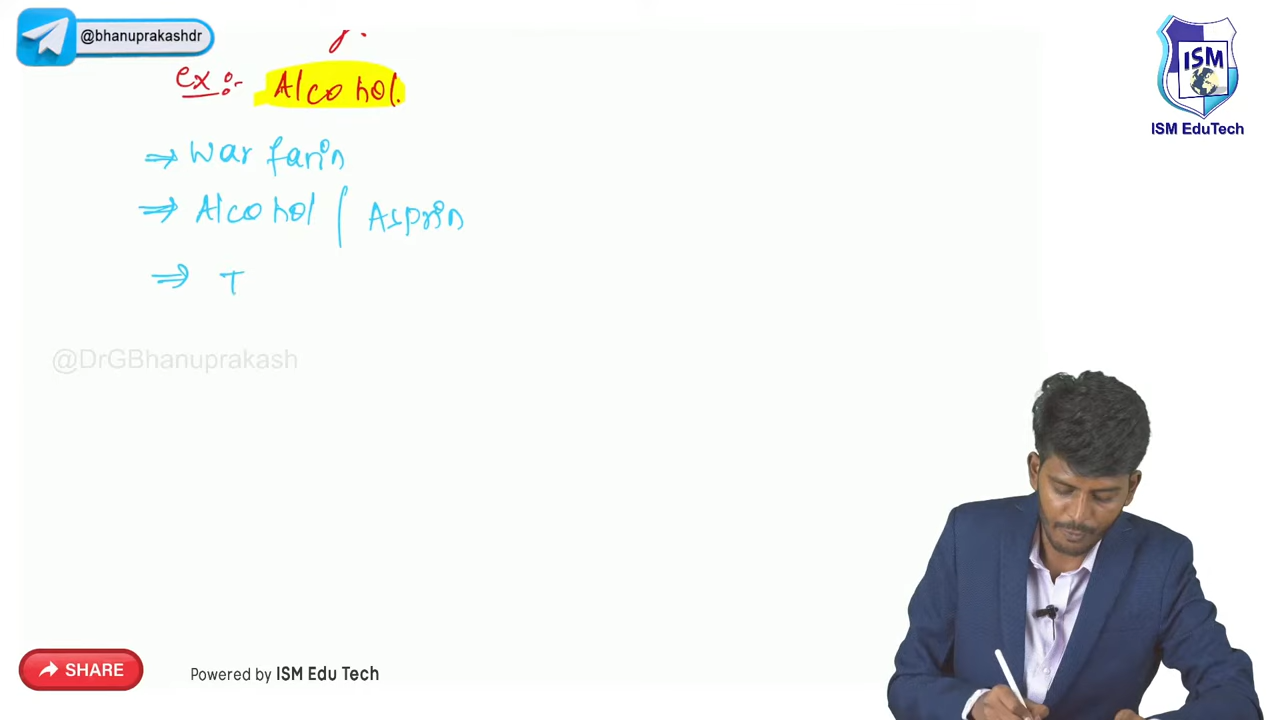 @bhanuprakashdr
ex :-  Alcohol.
⇒ Warfarin
⇒ Alcohol | Asprin
⇒ T
@DrGBhanuprakash
ISM
ISM EduTech
SHARE
Powered by ISM Edu Tech